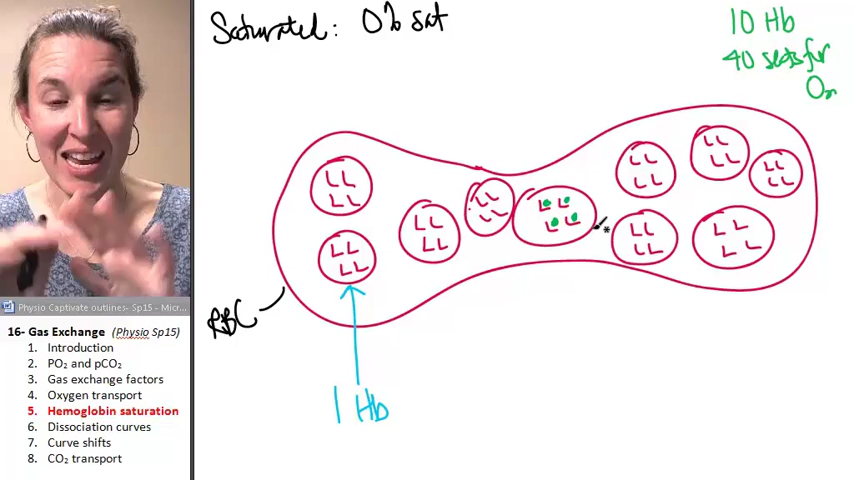 Saturated: 0% sat
10 Hb
40 seats for
O₂
RBC
1 Hb
Physio Captivate outlines- Sp15 - Micr...
16- Gas Exchange (Physio Sp15)
1. Introduction
2. PO₂ and pCO₂
3. Gas exchange factors
4. Oxygen transport
5. Hemoglobin saturation
6. Dissociation curves
7. Curve shifts
8. CO₂ transport